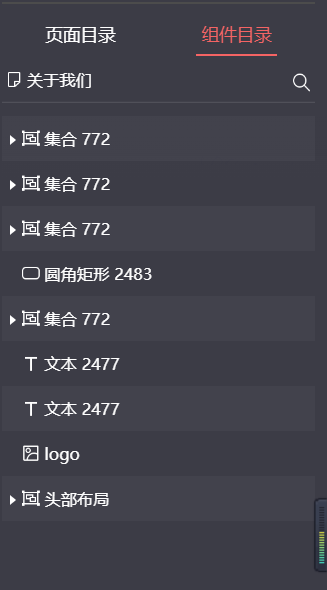 页面目录 组件目录
关于我们
集合 772
集合 772
集合 772
圆角矩形 2483
集合 772
文本 2477
文本 2477
logo
头部布局